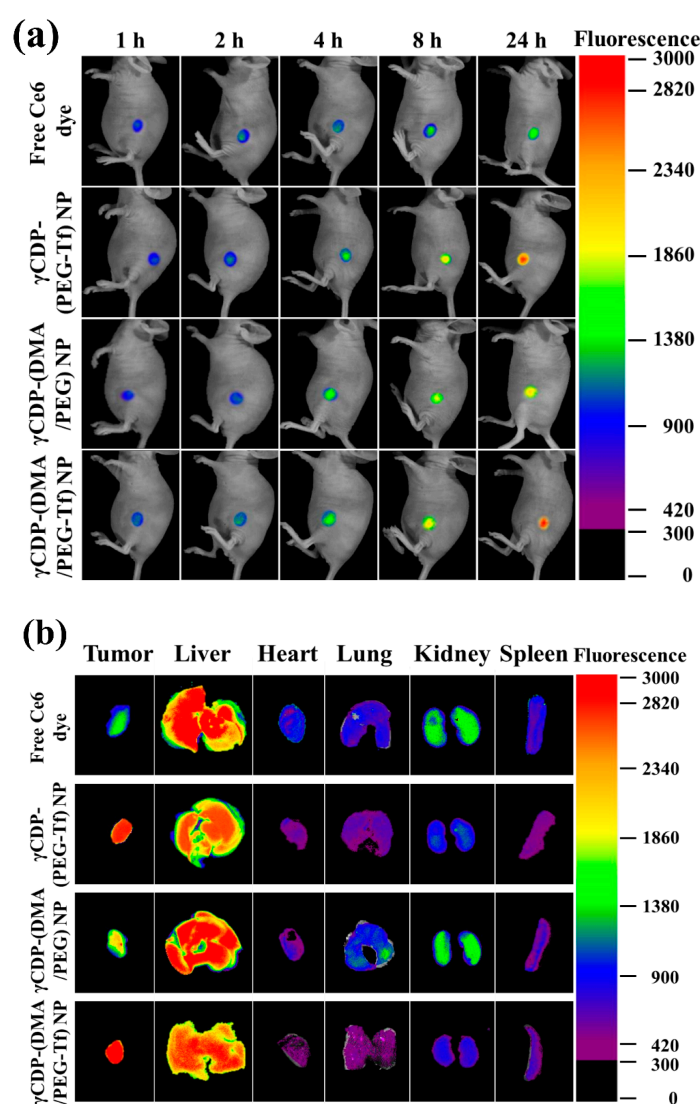 (a)
1 h 2 h 4 h 8 h 24 h Fluorescence
Free Ce6
dye
γCDP-
(PEG-Tf) NP
γCDP-(DMA
/PEG) NP
γCDP-(DMA
/PEG-Tf) NP
3000
2820
2340
1860
1380
900
420
300
0
(b)
Tumor Liver Heart Lung Kidney Spleen Fluorescence
Free Ce6
dye
γCDP-
(PEG-Tf) NP
γCDP-(DMA
/PEG) NP
γCDP-(DMA
/PEG-Tf) NP
3000
2820
2340
1860
1380
900
420
300
0